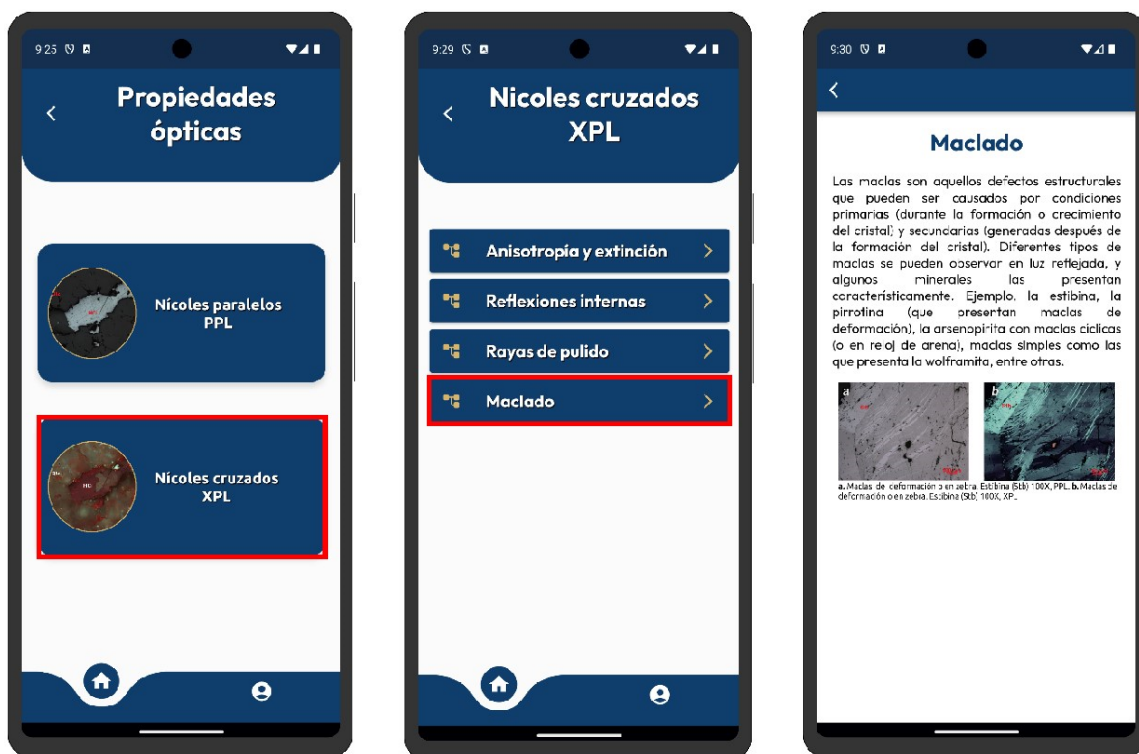 9:25
Propiedades
ópticas
Nícoles paralelos
PPL
Nícoles cruzados
XPL
9:29
Nicoles cruzados
XPL
Anisotropía y extinción
Reflexiones internas
Rayas de pulido
Maclado
9:30
Maclado
Las maclas son aquellos defectos estructurales
que pueden ser causados por condiciones
primarias (durante la formación o crecimiento
del cristal) y secundarias (generadas después de
la formación del cristal). Diferentes tipos de
maclas se pueden observar en luz reflejada, y
algunos minerales las presentan
característicamente. Ejemplo, la estibina, la
pirrotina (que presentan maclas de
deformación), la arsenopirita con maclas cíclicas
(o en reloj de arena), maclas simples como las
que presenta la wolframita, entre otras.
a
b
a. Maclas de deformación o en zebra. Estibina (Stb) 100X, PPL. b. Maclas de
deformación o en zebra. Estibina (Stb) 100X, XPL